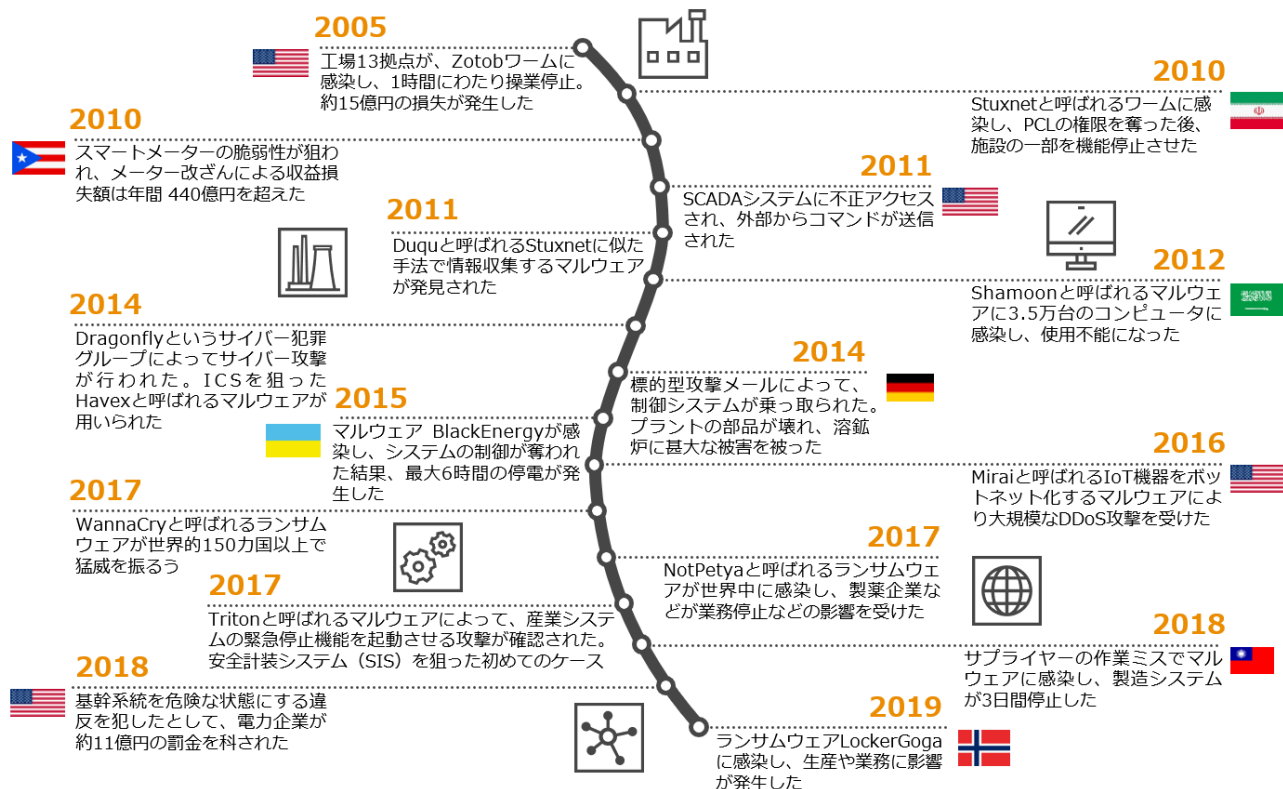 2005
工場13拠点が、Zotobワームに
感染し、1時間にわたり操業停止。
約15億円の損失が発生した
2010
Stuxnetと呼ばれるワームに感
染し、PCLの権限を奪った後、
施設の一部を機能停止させた
2010
スマートメーターの脆弱性が狙わ
れ、メーター改ざんによる収益損
失額は年間 440億円を超えた
2011
SCADAシステムに不正アクセス
され、外部からコマンドが送信
された
2011
Duquと呼ばれるStuxnetに似た
手法で情報収集するマルウェア
が発見された
2012
Shamoonと呼ばれるマルウェ
アに3.5万台のコンピュータに
感染し、使用不能になった
2014
Dragonflyというサイバー犯罪
グループによってサイバー攻撃
が行われた。ICSを狙った
Havexと呼ばれるマルウェアが
用いられた
2014
標的型攻撃メールによって、
制御システムが乗っ取られた。
プラントの部品が壊れ、溶鉱
炉に甚大な被害を被った
2015
マルウェア BlackEnergyが感
染し、システムの制御が奪われ
た結果、最大6時間の停電が発
生した
2016
Miraiと呼ばれるIoT機器をボッ
トネット化するマルウェアにより
大規模なDDoS攻撃を受けた
2017
WannaCryと呼ばれるランサム
ウェアが世界的150カ国以上で
猛威を振るう
2017
NotPetyaと呼ばれるランサムウェ
アが世界中に感染し、製薬企業な
どが業務停止などの影響を受けた
2017
Tritonと呼ばれるマルウェアによって、産業システ
ムの緊急停止機能を起動させる攻撃が確認された。
安全計装システム（SIS）を狙った初めてのケース
2018
サプライヤーの作業ミスでマル
ウェアに感染し、製造システム
が3日間停止した
2018
基幹系統を危険な状態にする違
反を犯したとして、電力企業が
約11億円の罰金を科された
2019
ランサムウェアLockerGoga
に感染し、生産や業務に影響
が発生した